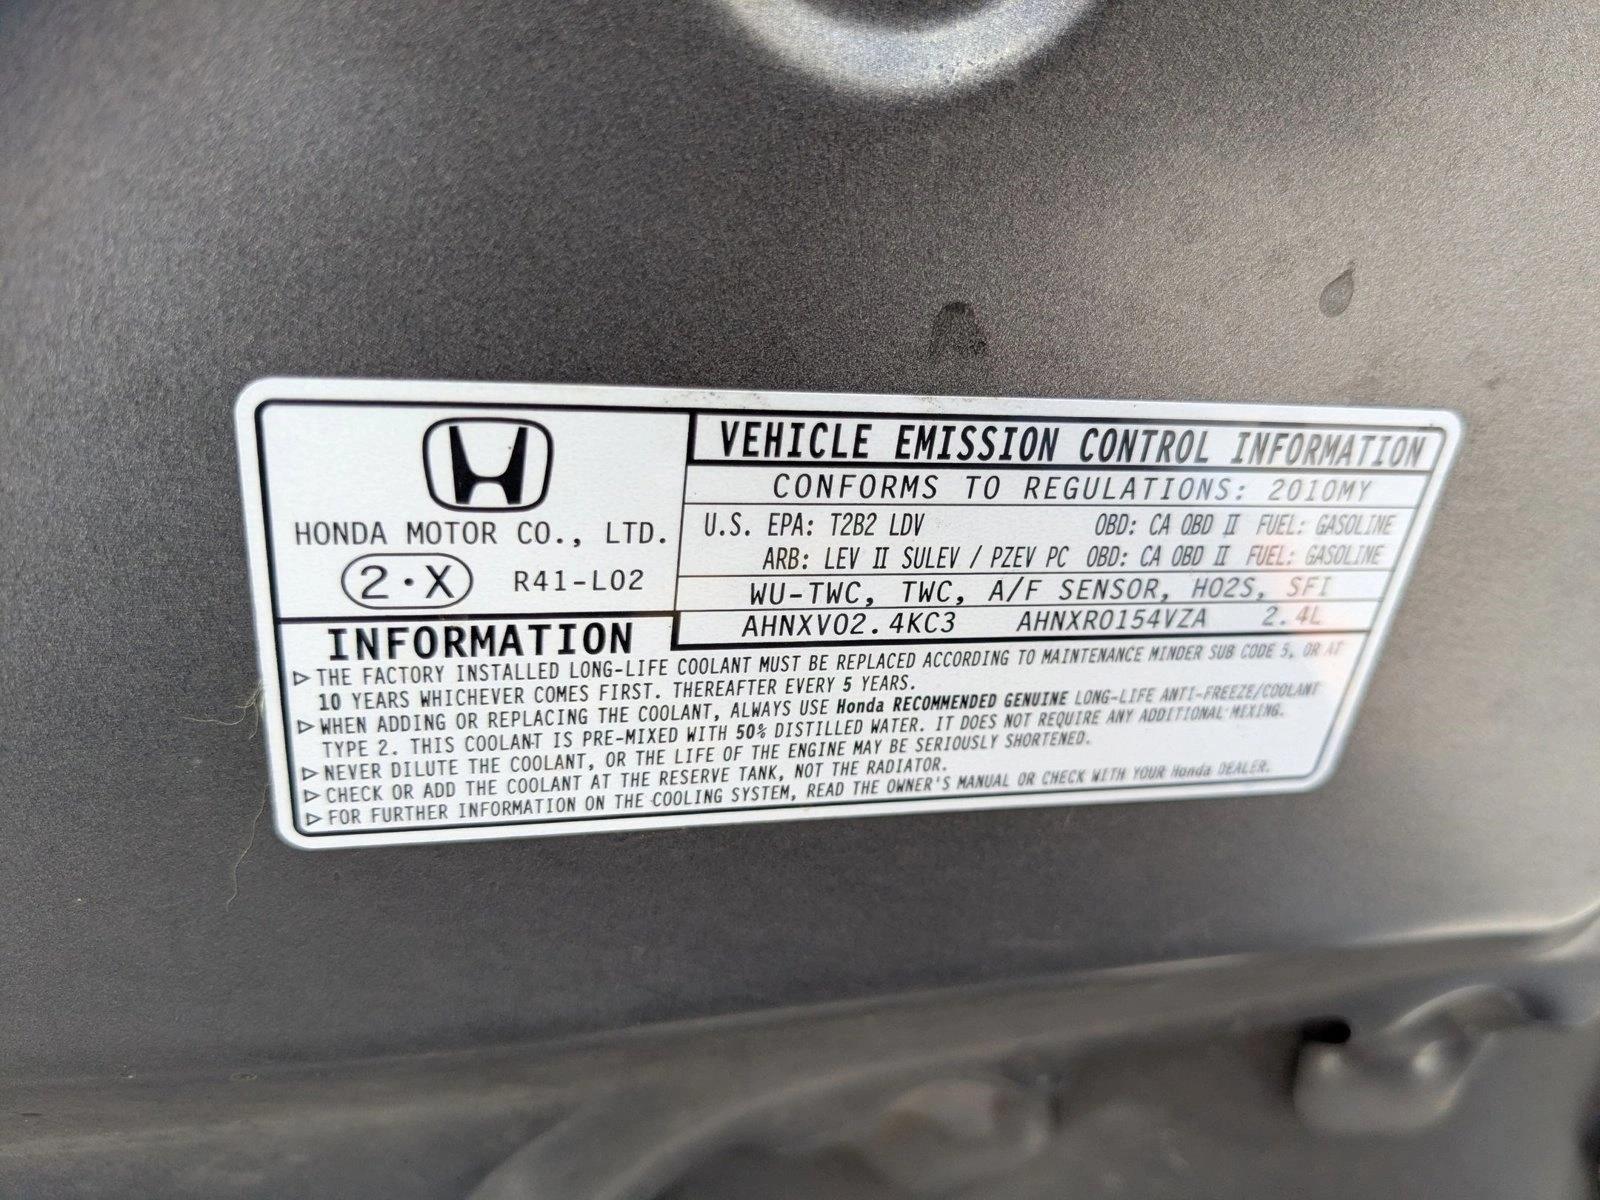 HONDA MOTOR CO., LTD.
2·X R41-L02
VEHICLE EMISSION CONTROL INFORMATION
CONFORMS TO REGULATIONS: 2010MY
U.S. EPA: T2B2 LDV OBD: CA OBD II FUEL: GASOLINE
ARB: LEV II SULEV / PZEV PC OBD: CA OBD II FUEL: GASOLINE
WU-TWC, TWC, A/F SENSOR, HO2S, SFI
AHNXV02.4KC3 AHNXR0154VZA 2.4L
INFORMATION
▷ THE FACTORY INSTALLED LONG-LIFE COOLANT MUST BE REPLACED ACCORDING TO MAINTENANCE MINDER SUB CODE 5, OR AT
10 YEARS WHICHEVER COMES FIRST. THEREAFTER EVERY 5 YEARS.
▷ WHEN ADDING OR REPLACING THE COOLANT, ALWAYS USE Honda RECOMMENDED GENUINE LONG-LIFE ANTI-FREEZE/COOLANT
TYPE 2. THIS COOLANT IS PRE-MIXED WITH 50% DISTILLED WATER. IT DOES NOT REQUIRE ANY ADDITIONAL MIXING.
▷ NEVER DILUTE THE COOLANT, OR THE LIFE OF THE ENGINE MAY BE SERIOUSLY SHORTENED.
▷ CHECK OR ADD THE COOLANT AT THE RESERVE TANK, NOT THE RADIATOR.
▷ FOR FURTHER INFORMATION ON THE COOLING SYSTEM, READ THE OWNER'S MANUAL OR CHECK WITH YOUR Honda DEALER.